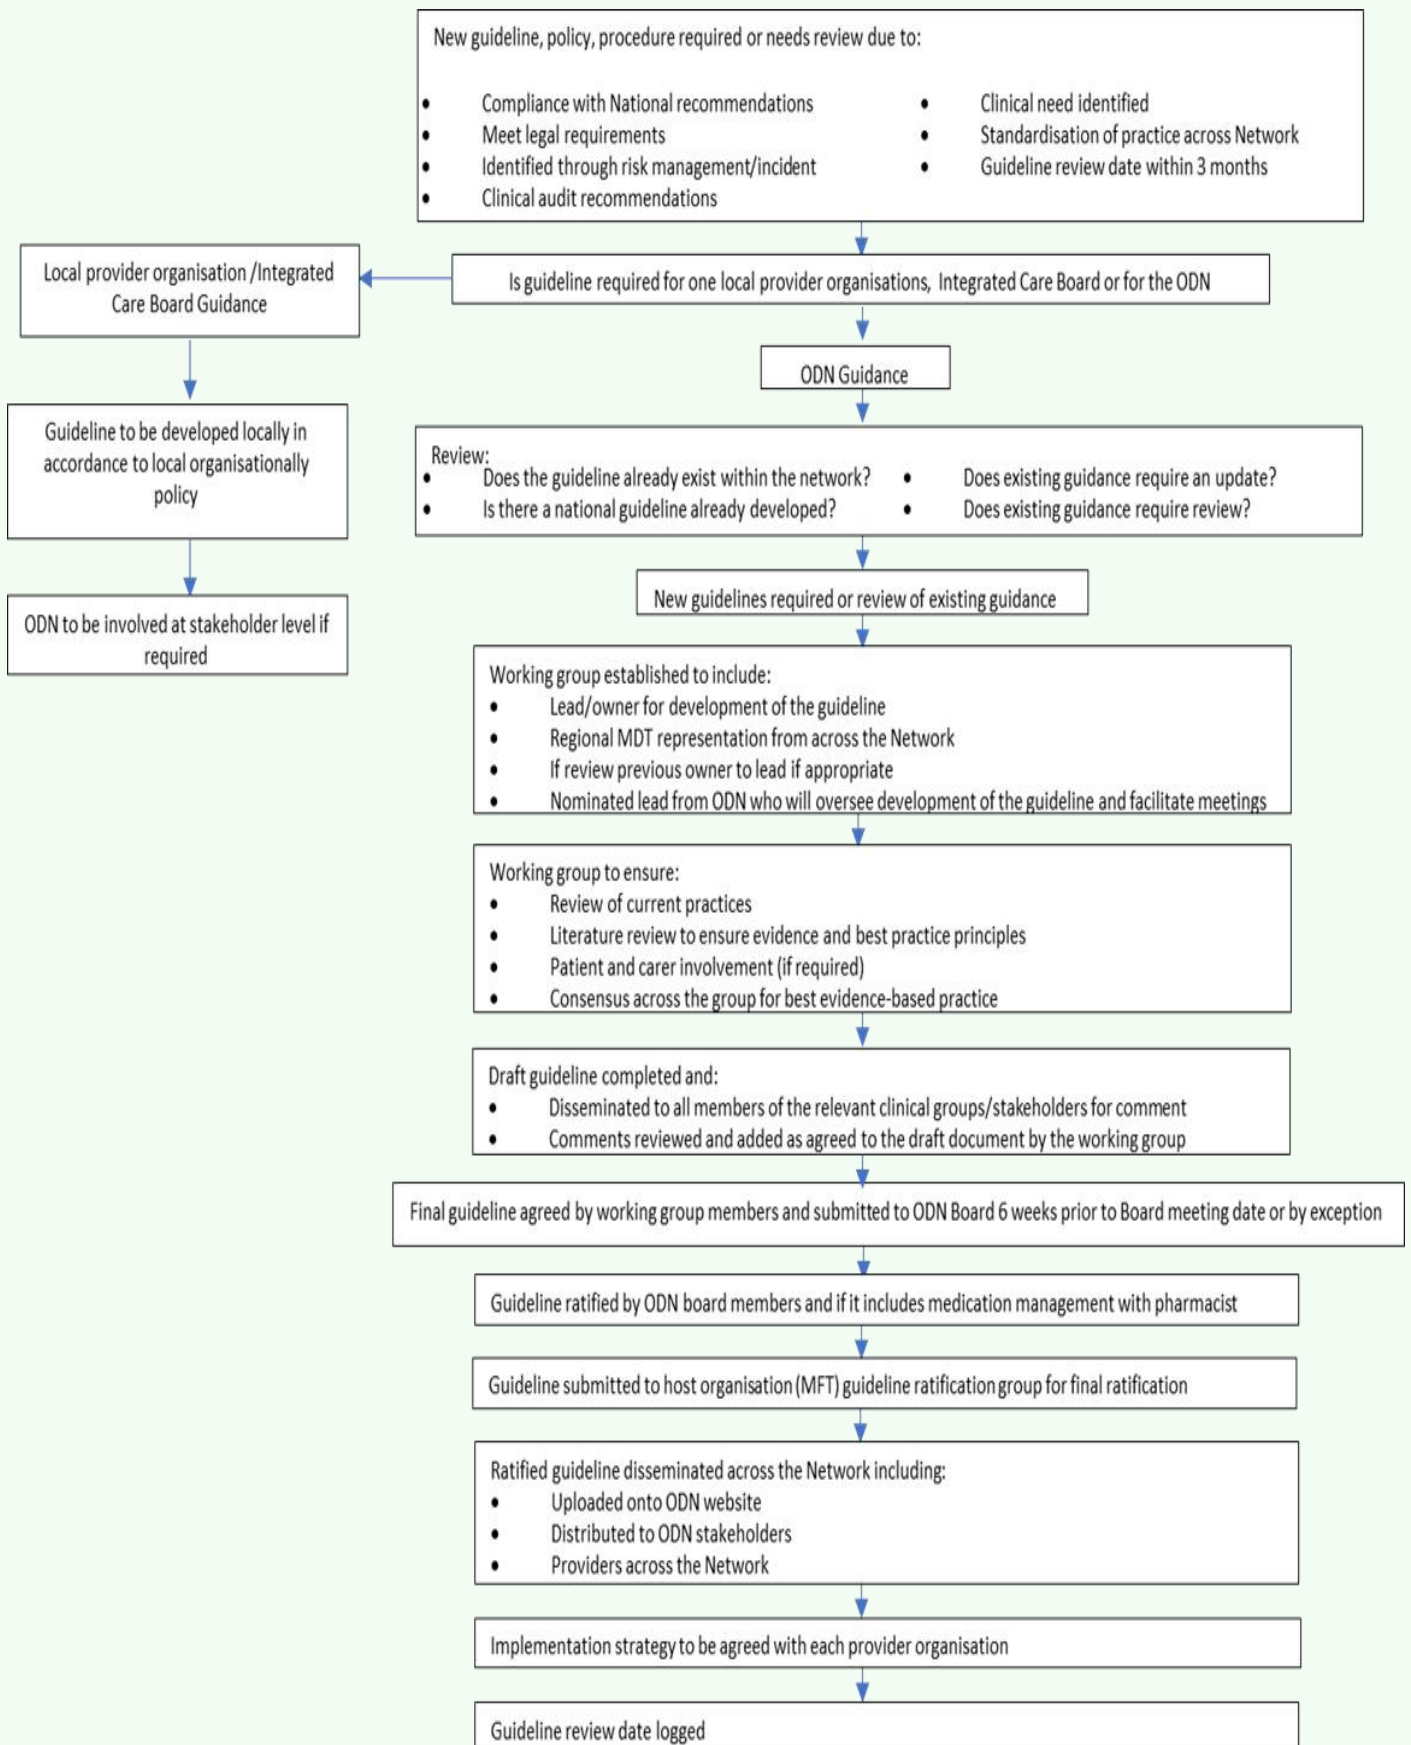 New guideline, policy, procedure required or needs review due to:
• Compliance with National recommendations
• Meet legal requirements
• Identified through risk management/incident
• Clinical audit recommendations
• Clinical need identified
• Standardisation of practice across Network
• Guideline review date within 3 months
Is guideline required for one local provider organisations, Integrated Care Board or for the ODN
Local provider organisation /Integrated
Care Board Guidance
Guideline to be developed locally in
accordance to local organisationally
policy
ODN to be involved at stakeholder level if
required
ODN Guidance
Review:
• Does the guideline already exist within the network?
• Is there a national guideline already developed?
• Does existing guidance require an update?
• Does existing guidance require review?
New guidelines required or review of existing guidance
Working group established to include:
• Lead/owner for development of the guideline
• Regional MDT representation from across the Network
• If review previous owner to lead if appropriate
• Nominated lead from ODN who will oversee development of the guideline and facilitate meetings
Working group to ensure:
• Review of current practices
• Literature review to ensure evidence and best practice principles
• Patient and carer involvement (if required)
• Consensus across the group for best evidence-based practice
Draft guideline completed and:
• Disseminated to all members of the relevant clinical groups/stakeholders for comment
• Comments reviewed and added as agreed to the draft document by the working group
Final guideline agreed by working group members and submitted to ODN Board 6 weeks prior to Board meeting date or by exception
Guideline ratified by ODN board members and if it includes medication management with pharmacist
Guideline submitted to host organisation (MFT) guideline ratification group for final ratification
Ratified guideline disseminated across the Network including:
• Uploaded onto ODN website
• Distributed to ODN stakeholders
• Providers across the Network
Implementation strategy to be agreed with each provider organisation
Guideline review date logged